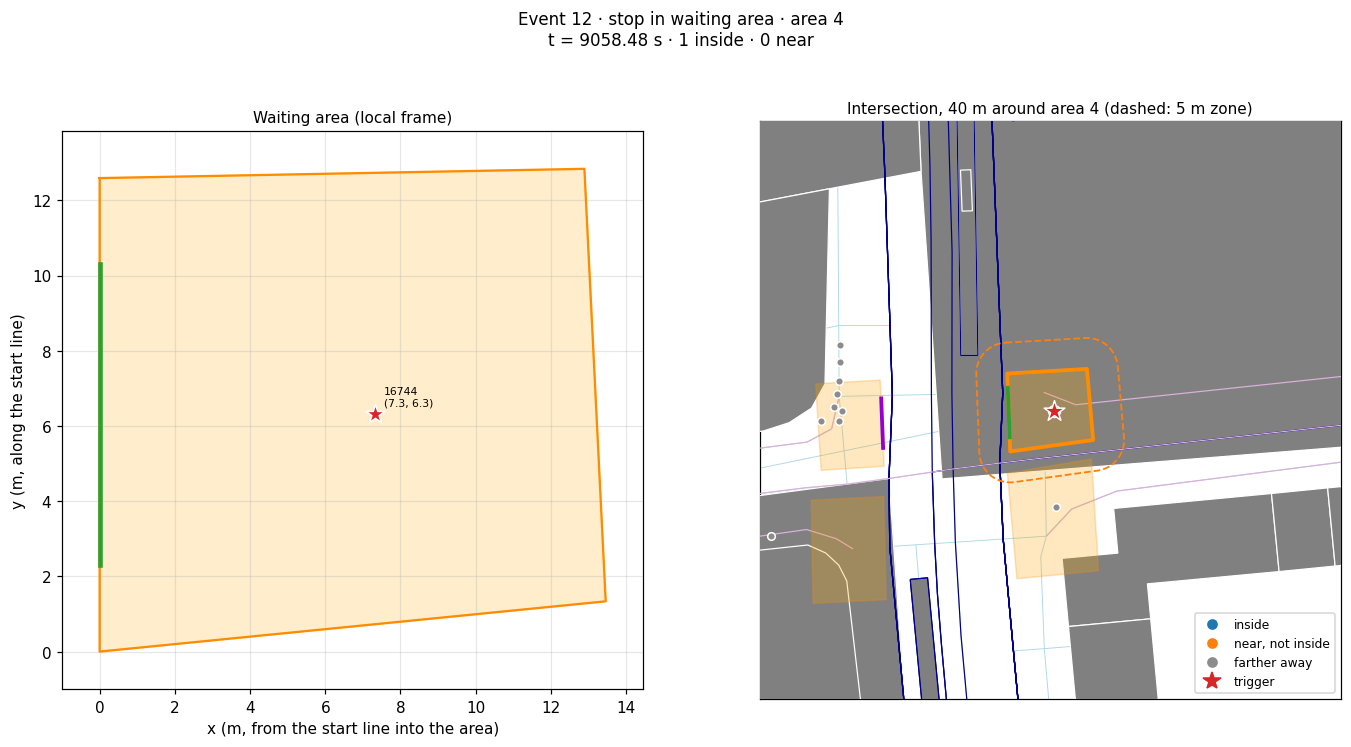 Event 12 · stop in waiting area · area 4
t = 9058.48 s · 1 inside · 0 near
Waiting area (local frame)
y (m, along the start line)
12
10
8
6
4
2
0
16744
(7.3, 6.3)
0 2 4 6 8 10 12 14
x (m, from the start line into the area)
Intersection, 40 m around area 4 (dashed: 5 m zone)
inside
near, not inside
farther away
trigger